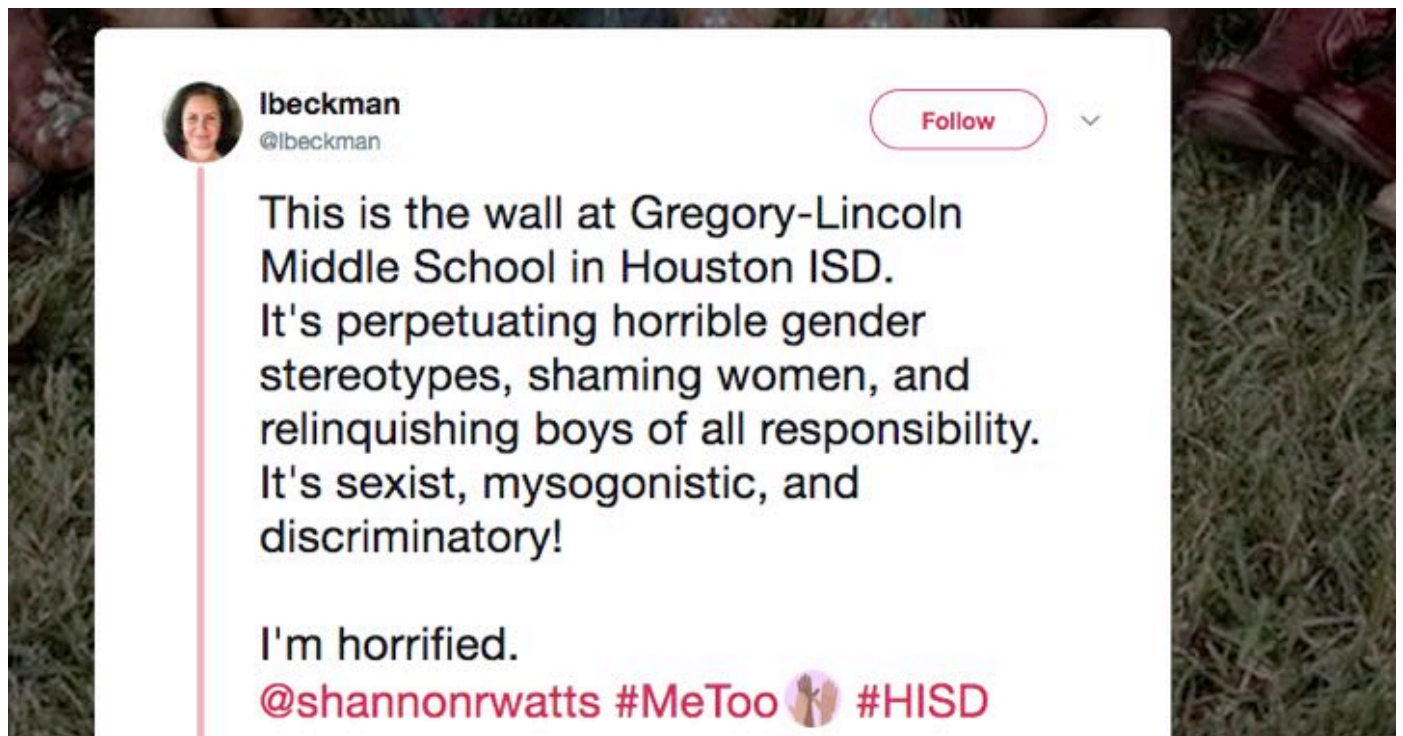 lbeckman
@lbeckman
Follow
This is the wall at Gregory-Lincoln
Middle School in Houston ISD.
It's perpetuating horrible gender
stereotypes, shaming women, and
relinquishing boys of all responsibility.
It's sexist, mysogonistic, and
discriminatory!
I'm horrified.
@shannonrwatts #MeToo #HISD